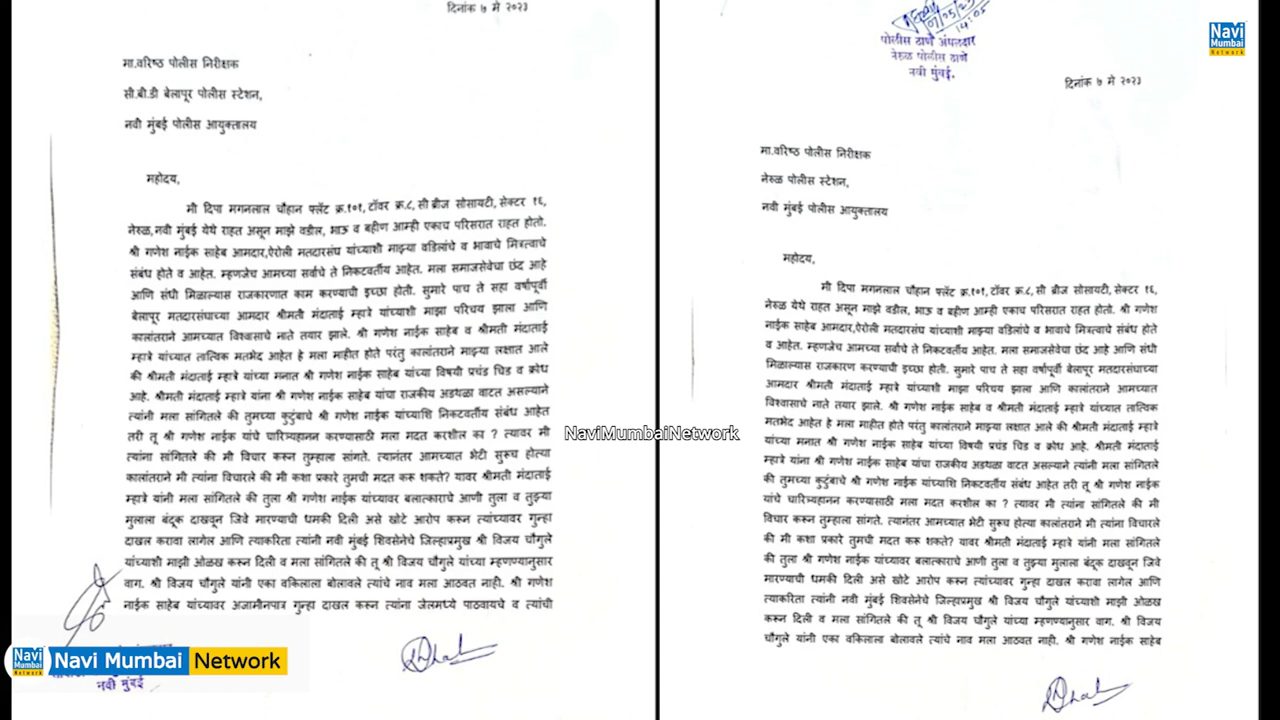 दिनांक ७ मे २०२३
मा.वरिष्ठ पोलीस निरीक्षक
सी.बी.डी बेलापूर पोलीस स्टेशन,
नवी मुंबई पोलीस आयुक्तालय
महोदय,
मी दिपा मगनलाल चौहान फ्लॅट क्र.१०१, टॉवर क्र.८, सी ब्रीज सोसायटी, सेक्टर १६,
नेरुळ,नवी मुंबई येथे राहत असून माझे वडील, भाऊ व बहीण आम्ही एकाच परिसरात राहत होतो.
श्री गणेश नाईक साहेब आमदार,ऐरोली मतदारसंघ यांच्याशी माझ्या वडिलांचे व भावाचे मित्रत्वाचे
संबंध होते व आहेत. म्हणजेच आमच्या सर्वाचे ते निकटवर्तीय आहेत. मला समाजसेवेचा छंद आहे
आणि संधी मिळाल्यास राजकारणात काम करण्याची इच्छा होती. सुमारे पाच ते सहा वर्षांपूर्वी
बेलापूर मतदारसंघाच्या आमदार श्रीमती मंदाताई म्हात्रे यांच्याशी माझा परिचय झाला आणि
कालांतराने आमच्यात विश्वासाचे नाते तयार झाले. श्री गणेश नाईक साहेब व श्रीमती मंदाताई
म्हात्रे यांच्यात तात्विक मतभेद आहेत हे मला माहीत होते परंतु कालांतराने माझ्या लक्षात आले
की श्रीमती मंदाताई म्हात्रे यांच्या मनात श्री गणेश नाईक साहेब यांच्या विषयी प्रचंड चिड व क्रोध
आहे. श्रीमती मंदाताई म्हात्रे यांना श्री गणेश नाईक साहेब यांचा राजकीय अडथळा वाटत असल्याने
त्यांनी मला सांगितले की तुमच्या कुटुंबाचे श्री गणेश नाईक यांच्याशि निकटवर्तीय संबंध आहेत
तरी तू श्री गणेश नाईक यांचे चारित्र्यहानन करण्यासाठी मला मदत करशील का ? त्यावर मी
त्यांना सांगितले की मी विचार करून तुम्हाला सांगते. त्यानंतर आमच्यात भेटी सुरूच होत्या
कालांतराने मी त्यांना विचारले की मी कशा प्रकारे तुमची मदत करू शकते? यावर श्रीमती मंदाताई
म्हात्रे यांनी मला सांगितले की तुला श्री गणेश नाईक यांच्यावर बलात्काराचे आणी तुला व तुझ्या
मुलाला बंदूक दाखवून जिवे मारण्याची धमकी दिली असे खोटे आरोप करून त्यांच्यावर गुन्हा
दाखल करावा लागेल आणि त्याकरिता त्यांनी नवी मुंबई शिवसेनेचे जिल्हाप्रमुख श्री विजय चौगुले
यांच्याशी माझी ओळख करून दिली व मला सांगितले की तू श्री विजय चौगुले यांच्या म्हणण्यानुसार
वाग. श्री विजय चौगुले यांनी एका वकिलाला बोलावले त्यांचे नाव मला आठवत नाही. श्री गणेश
नाईक साहेब यांच्यावर अजामीनपात्र गुन्हा दाखल करून त्यांना जेलमध्ये पाठवायचे व त्यांची
नवी मुंबई
Navi Mumbai Network
पोलीस ठाणे अंमलदार
नेरुळ पोलीस ठाणे
नवी मुंबई.
दिनांक ७ मे २०२३
मा.वरिष्ठ पोलीस निरीक्षक
नेरुळ पोलीस स्टेशन,
नवी मुंबई पोलीस आयुक्तालय
महोदय,
मी दिपा मगनलाल चौहान फ्लॅट क्र.१०१, टॉवर क्र.८, सी ब्रीज सोसायटी, सेक्टर १६,
नेरुळ येथे राहत असून माझे वडील, भाऊ व बहीण आम्ही एकाच परिसरात राहत होतो. श्री गणेश
नाईक साहेब आमदार,ऐरोली मतदार संघ यांच्याशी माझ्या वडिलांचे व भावाचे मित्रत्वाचे संबंध होते
व आहेत. म्हणजेच आमच्या सर्वाचे ते निकटवर्तीय आहेत. मला समाजसेवेचा छंद आहे आणि संधी
मिळाल्यास राजकारण करण्याची इच्छा होती. सुमारे पाच ते सहा वर्षापूर्वी बेलापूर मतदारसंघाच्या
आमदार श्रीमती मंदाताई म्हात्रे यांच्याशी माझा परिचय झाला आणि कालांतराने आमच्यात
विश्वासाचे नाते तयार झाले. श्री गणेश नाईक साहेब व श्रीमती मंदाताई म्हात्रे यांच्यात तात्विक
मतभेद आहेत हे मला माहीत होते परंतु कालांतराने माझ्या लक्षात आले की श्रीमती मंदाताई म्हात्रे
यांच्या मनात श्री गणेश नाईक साहेब यांच्या विषयी प्रचंड चिड व क्रोध आहे. श्रीमती मंदाताई
म्हात्रे यांना श्री गणेश नाईक साहेब यांचा राजकीय अडथळा वाटत असल्याने त्यांनी मला सांगितले
की तुमच्या कुटुंबाचे श्री गणेश नाईक यांच्याशि निकटवर्तीय संबंध आहेत तरी तू श्री गणेश नाईक
यांचे चारित्र्यहानन करण्यासाठी मला मदत करशील का ? त्यावर मी त्यांना सांगितले की मी
विचार करून तुम्हाला सांगते. त्यानंतर आमच्यात भेटी सुरूच होत्या कालांतराने मी त्यांना विचारले
की मी कशा प्रकारे तुमची मदत करू शकते? यावर श्रीमती मंदाताई म्हात्रे यांनी मला सांगितले
की तुला श्री गणेश नाईक यांच्यावर बलात्काराचे आणी तुला व तुझ्या मुलाला बंदूक दाखवून जिवे
मारण्याची धमकी दिली असे खोटे आरोप करून त्यांच्यावर गुन्हा दाखल करावा लागेल आणि
त्याकरिता त्यांनी नवी मुंबई शिवसेनेचे जिल्हाप्रमुख श्री विजय चौगुले यांच्याशी माझी ओळख
करून दिली व मला सांगितले की तू श्री विजय चौगुले यांच्या म्हणण्यानुसार वाग. श्री विजय
चौगुले यांनी एका वकिलाला बोलावले त्यांचे नाव मला आठवत नाही. श्री गणेश नाईक साहेब
NaviMumbaiNetwork
Navi
Mumbai
Network
Navi
Mumbai
Network